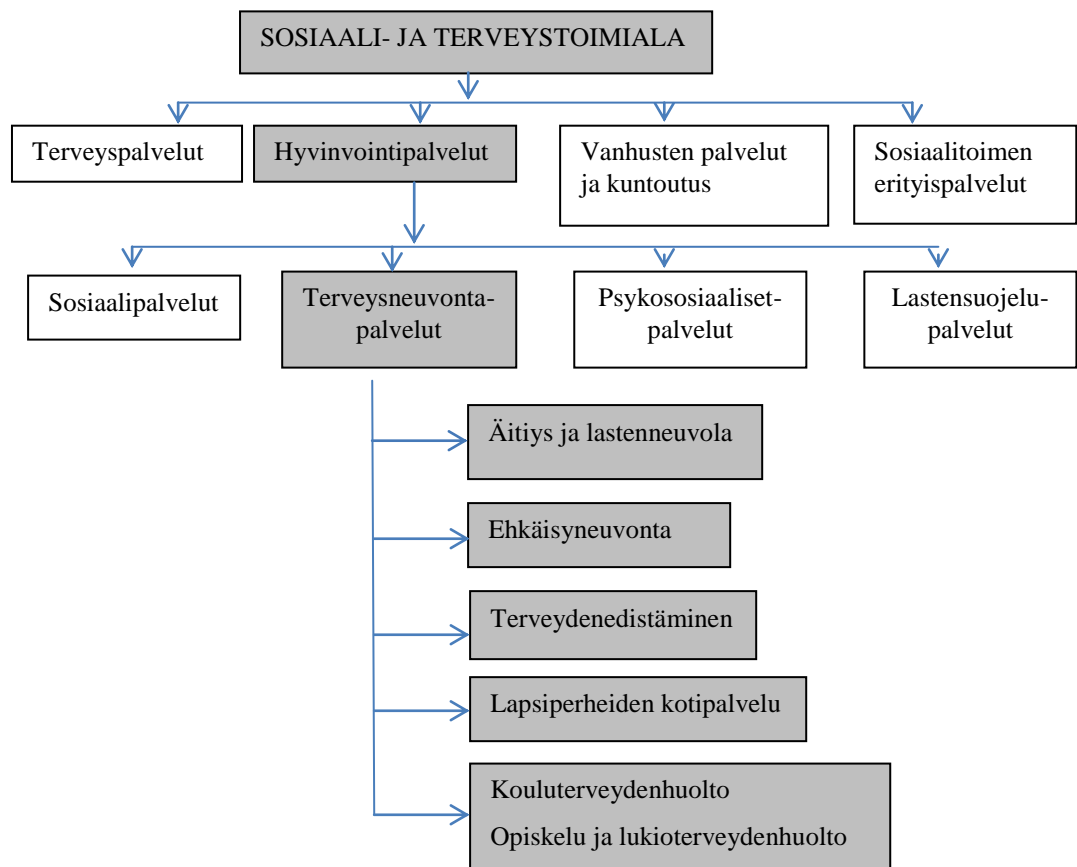 SOSIAALI- JA TERVEYSTOIMIALA
Terveyspalvelut
Hyvinvointipalvelut
Vanhusten palvelut
ja kuntoutus
Sosiaalitoimen
erityispalvelut
Sosiaalipalvelut
Terveysneuvonta-
palvelut
Psykososiaaliset-
palvelut
Lastensuojelu-
palvelut
Äitiys ja lastenneuvola
Ehkäisyneuvonta
Terveydenedistäminen
Lapsiperheiden kotipalvelu
Kouluterveydenhuolto
Opiskelu ja lukioterveydenhuolto